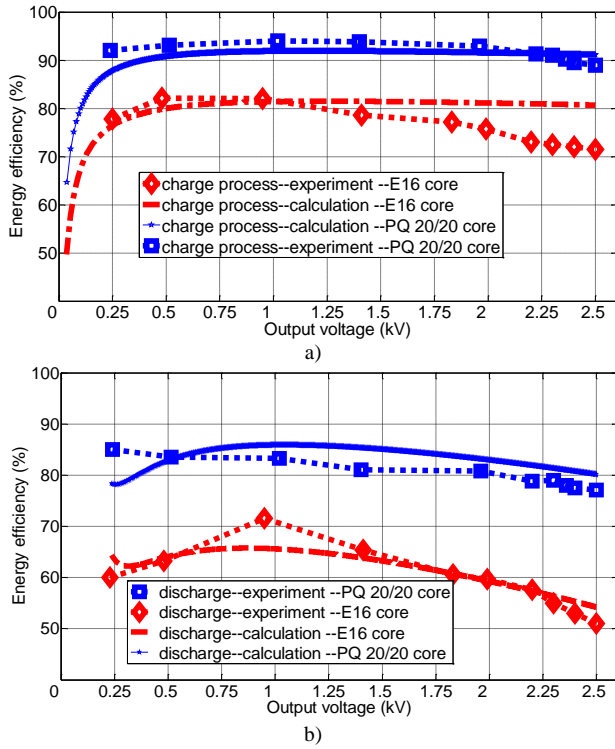 100
90
80
70
60
50
Energy efficiency (%)
charge process--experiment --E16 core
charge process--calculation --E16 core
charge process--calculation --PQ 20/20 core
charge process--experiment --PQ 20/20 core
0 0.25 0.5 0.75 1 1.25 1.5 1.75 2 2.25 2.5
Output voltage (kV)
a)
100
90
80
70
60
50
Energy efficiency (%)
discharge--experiment --PQ 20/20 core
discharge--experiment --E16 core
discharge--calculation --E16 core
discharge--calculation --PQ 20/20 core
0 0.25 0.5 0.75 1 1.25 1.5 1.75 2 2.25 2.5
Output voltage (kV)
b)